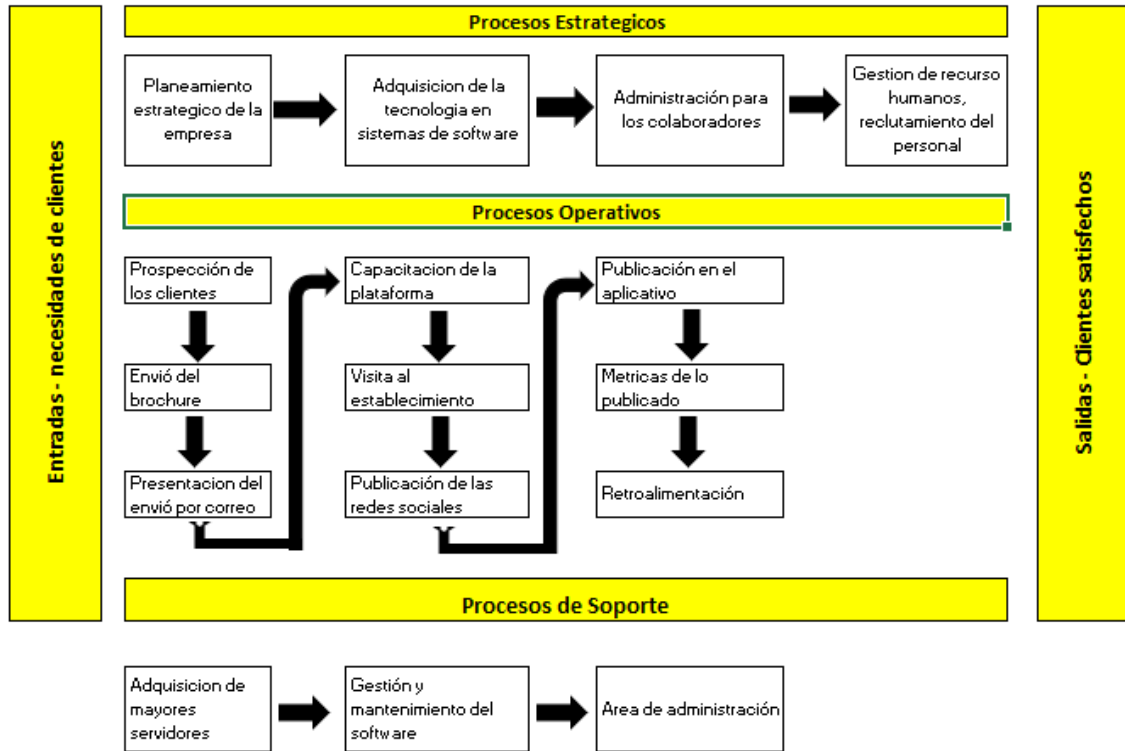 Entradas - necesidades de clientes
Procesos Estrategicos
Planeamiento
estrategico de la
empresa
Adquisicion de la
tecnologia en
sistemas de software
Administración para
los colaboradores
Gestion de recurso
humanos,
reclutamiento del
personal
Procesos Operativos
Prospección de
los clientes
Envió del
brochure
Presentacion del
envió por correo
Capacitacion de la
plataforma
Visita al
establecimiento
Publicación de las
redes sociales
Publicación en el
aplicativo
Metricas de lo
publicado
Retroalimentación
Procesos de Soporte
Adquisicion de
mayores
servidores
Gestión y
mantenimiento del
software
Area de administración
Salidas - Clientes satisfechos